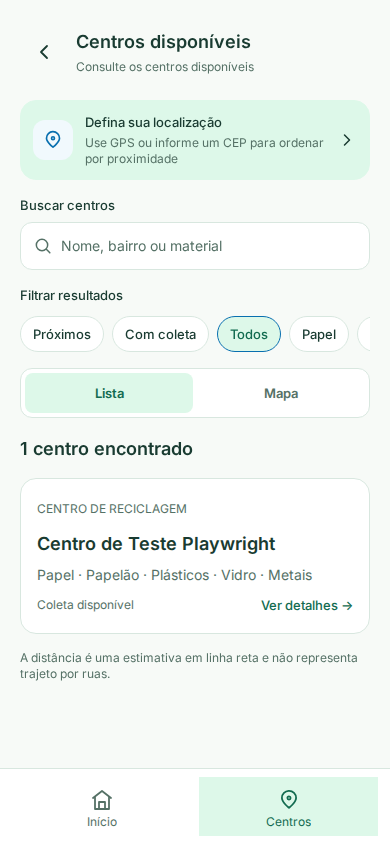 Centros disponíveis
Consulte os centros disponíveis
Defina sua localização
Use GPS ou informe um CEP para ordenar
por proximidade
Buscar centros
Nome, bairro ou material
Filtrar resultados
Próximos
Com coleta
Todos
Papel
Lista
Mapa
1 centro encontrado
CENTRO DE RECICLAGEM
Centro de Teste Playwright
Papel · Papelão · Plásticos · Vidro · Metais
Coleta disponível
Ver detalhes →
A distância é uma estimativa em linha reta e não representa
trajeto por ruas.
Início
Centros